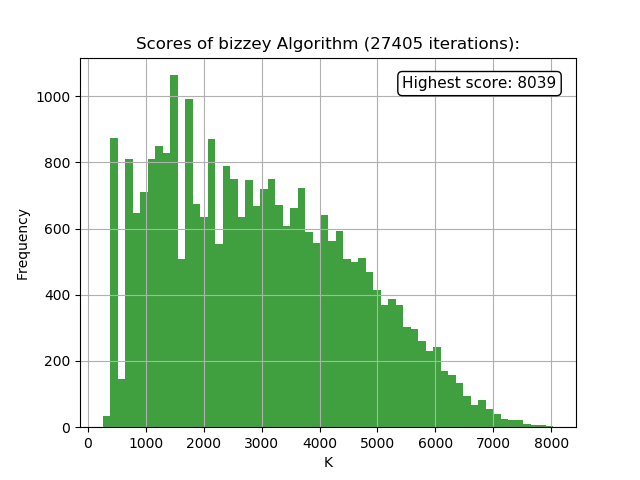 Scores of bizzey Algorithm (27405 iterations):
Highest score: 8039
Frequency
1000
800
600
400
200
0
0 1000 2000 3000 4000 5000 6000 7000 8000
K